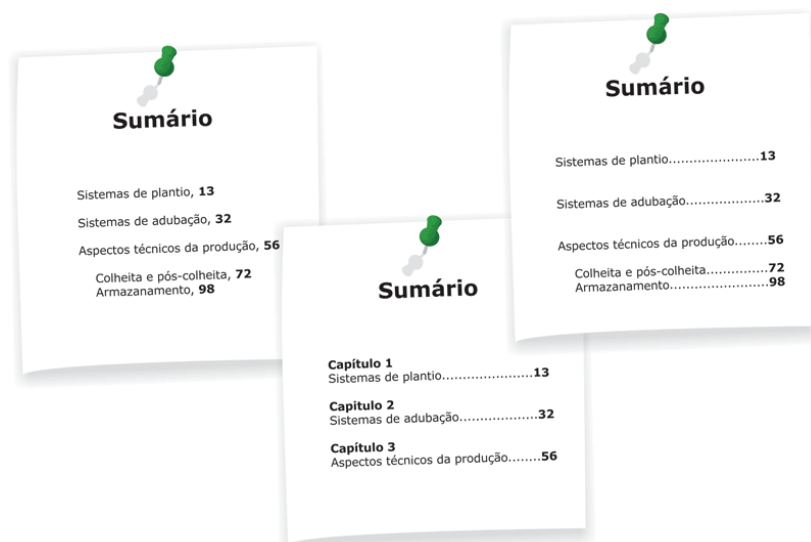 Sumário
Sistemas de plantio, 13
Sistemas de adubação, 32
Aspectos técnicos da produção, 56
Colheita e pós-colheita, 72
Armazanamento, 98
Sumário
Capítulo 1
Sistemas de plantio......................13
Capitulo 2
Sistemas de adubação...................32
Capítulo 3
Aspectos técnicos da produção........56
Sumário
Sistemas de plantio......................13
Sistemas de adubação...................32
Aspectos técnicos da produção........56
Colheita e pós-colheita...............72
Armazanamento........................98